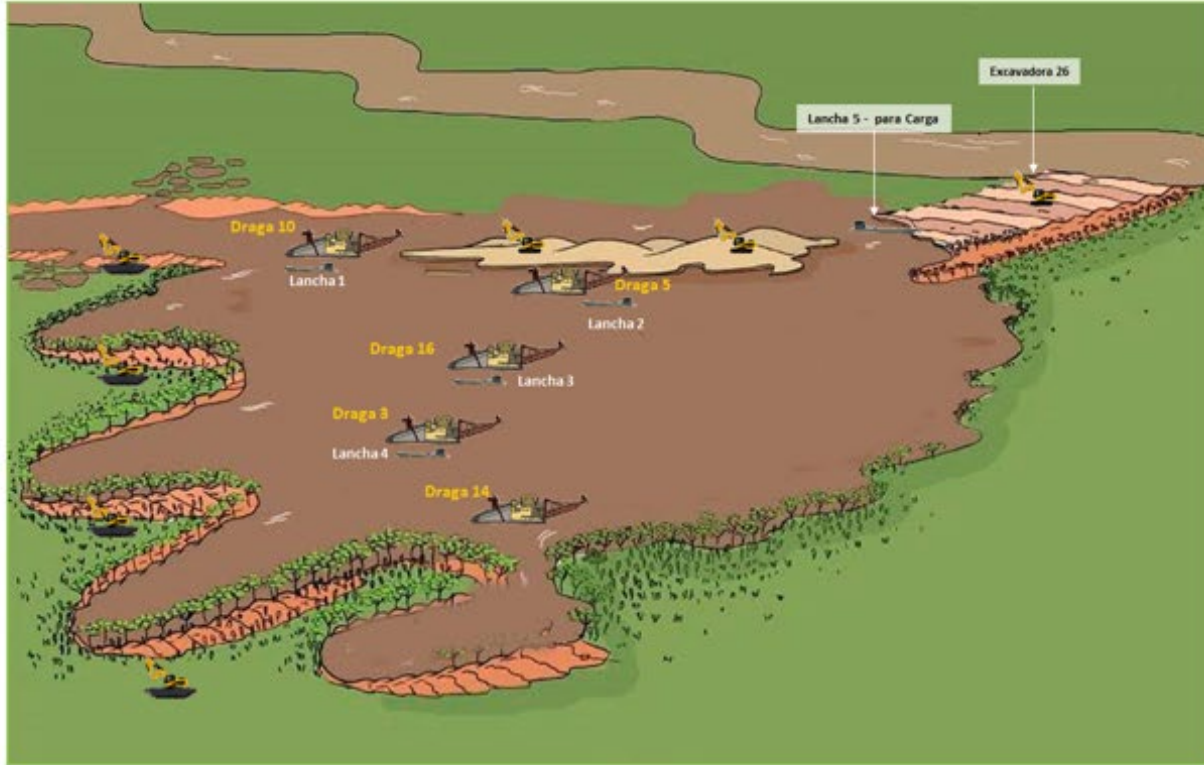 Excavadora 26
Lancha 5 - para Carga
Draga 10
Lancha 1
Draga 5
Lancha 2
Draga 16
Lancha 3
Draga 3
Lancha 4
Draga 14